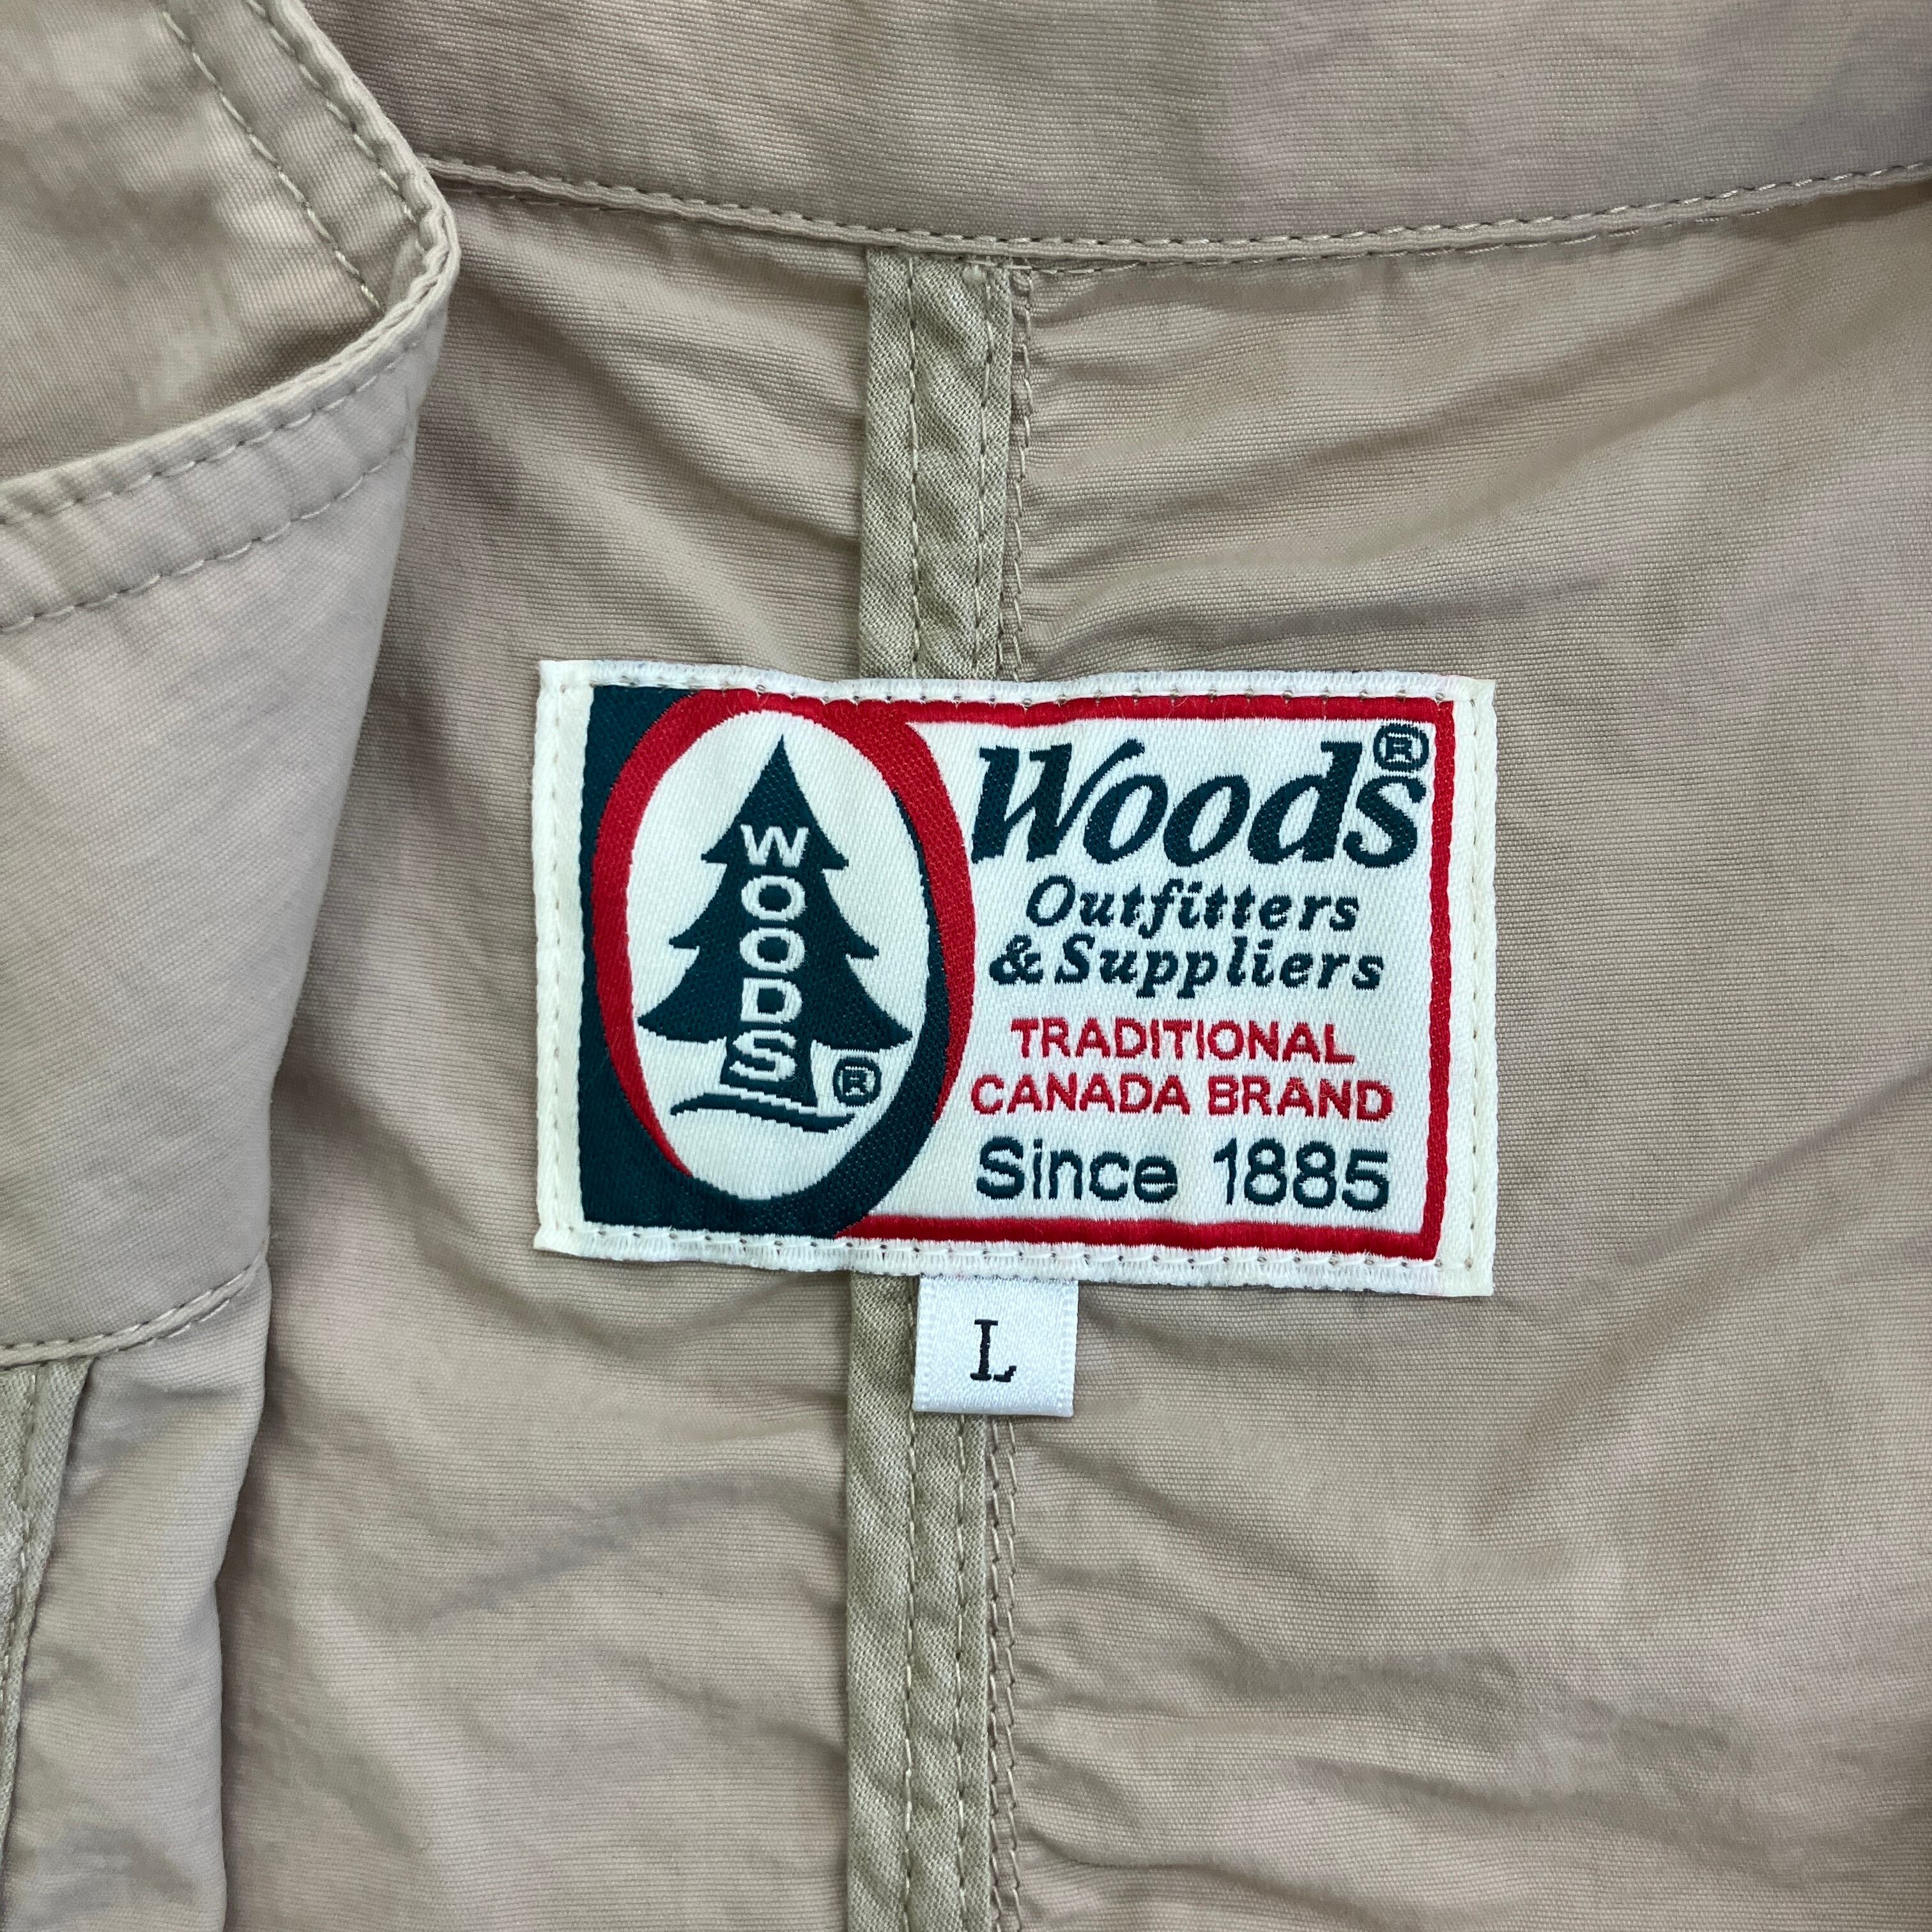 WOODS®
Woods®
Outfitters
& Suppliers
TRADITIONAL
CANADA BRAND
Since 1885
L